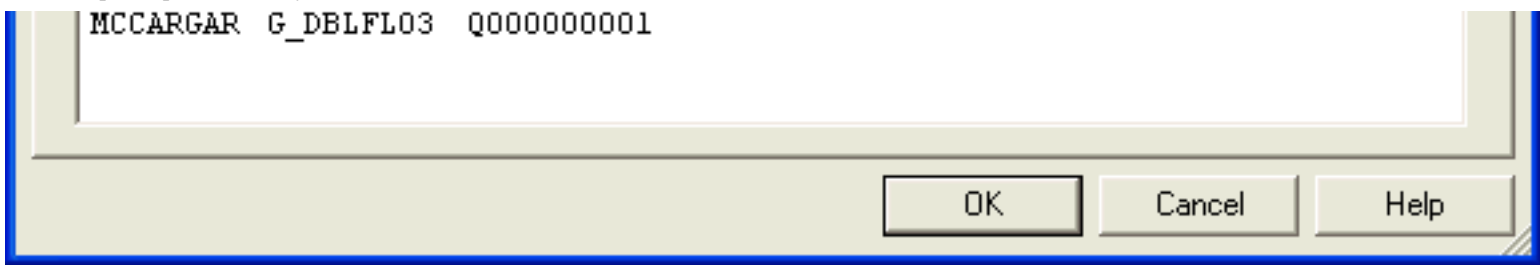 MCCARGAR G_DBLFL03 Q000000001
OK Cancel Help